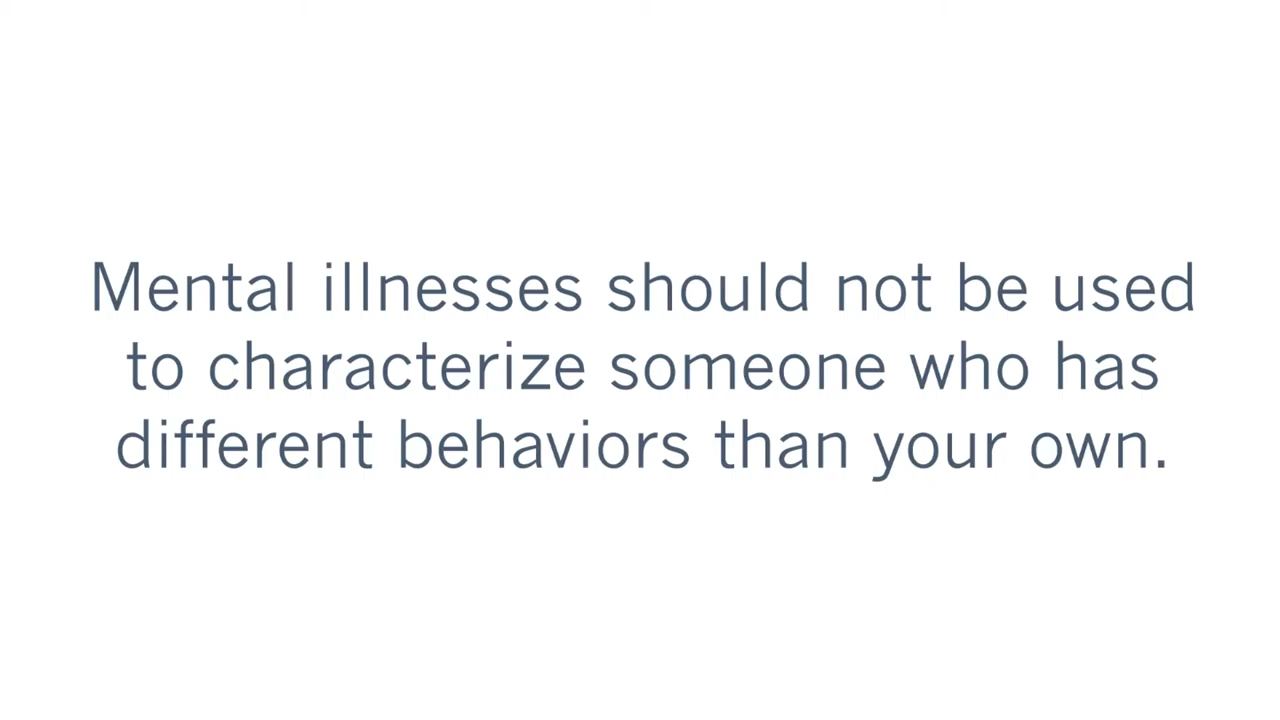 Mental illnesses should not be used
to characterize someone who has
different behaviors than your own.